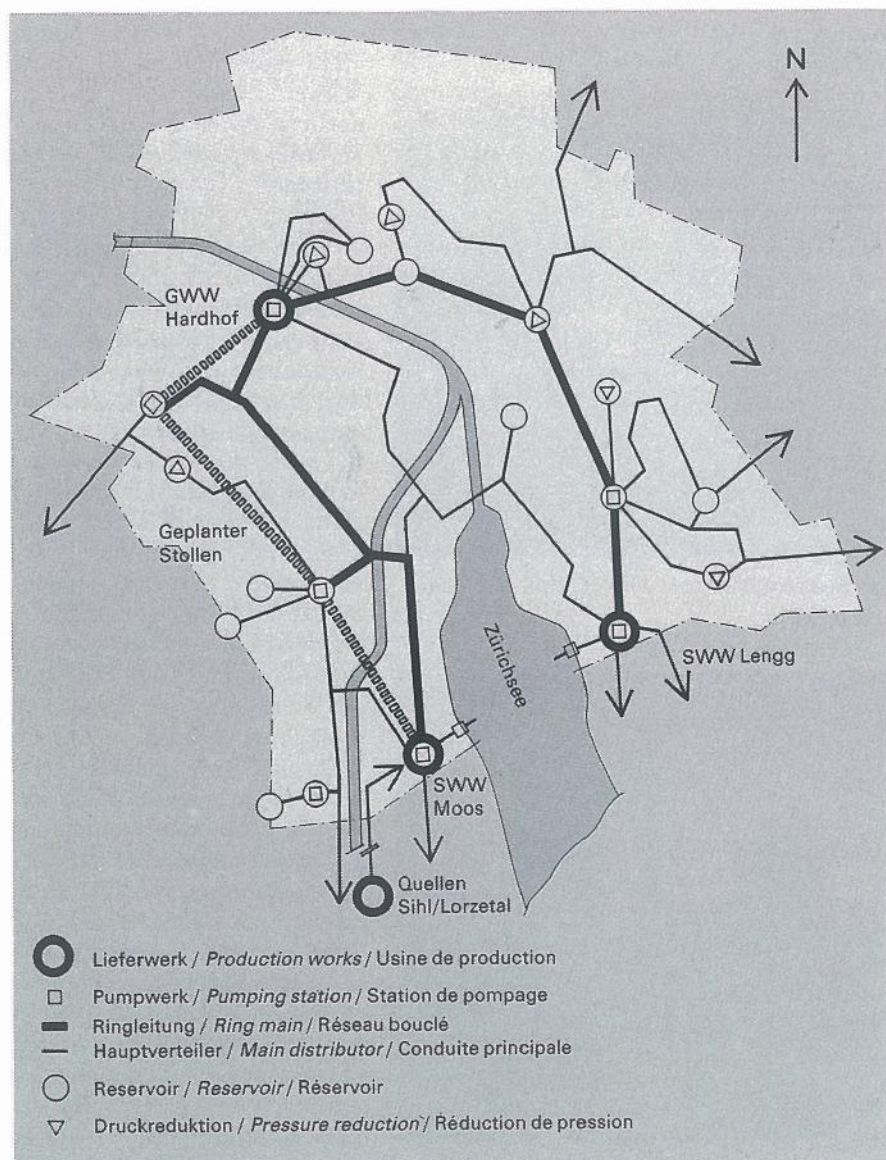 N
GWW
Hardhof
Geplanter
Stollen
Zürichsee
SWW Lengg
SWW
Moos
Quellen
Sihl/Lorzetal
Lieferwerk / Production works / Usine de production
Pumpwerk / Pumping station / Station de pompage
Ringleitung / Ring main / Réseau bouclé
Hauptverteiler / Main distributor / Conduite principale
Reservoir / Reservoir / Réservoir
Druckreduktion / Pressure reduction / Réduction de pression